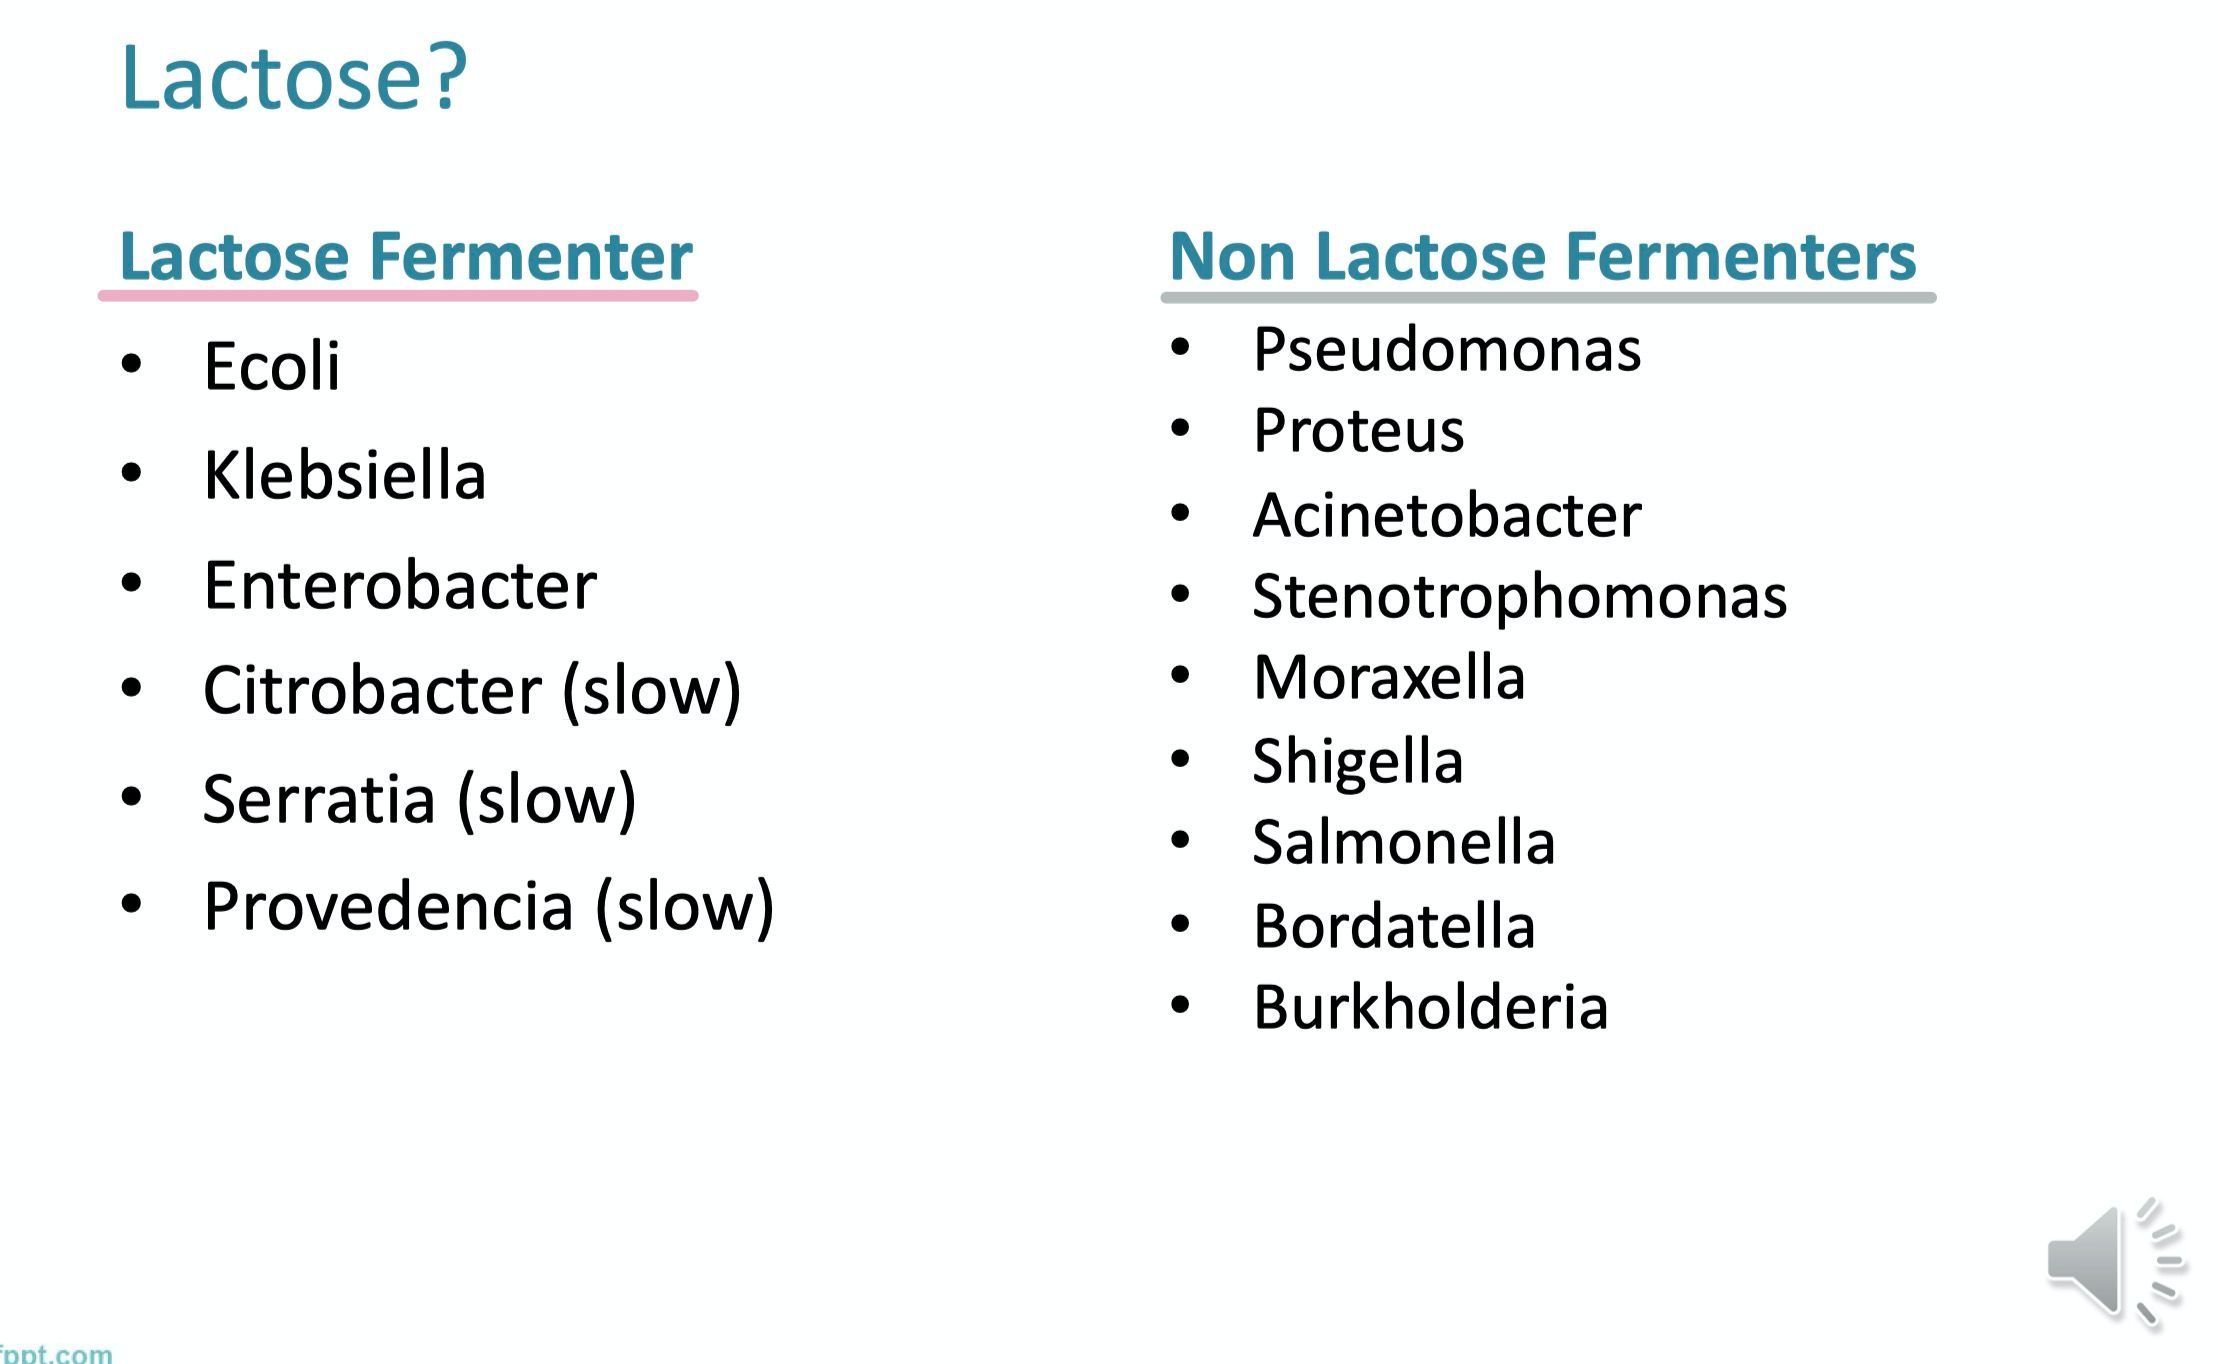 Lactose?
Lactose Fermenter
• Ecoli
• Klebsiella
• Enterobacter
• Citrobacter (slow)
• Serratia (slow)
• Provedencia (slow)
Non Lactose Fermenters
• Pseudomonas
• Proteus
• Acinetobacter
• Stenotrophomonas
• Moraxella
• Shigella
• Salmonella
• Bordatella
• Burkholderia
fppt.com